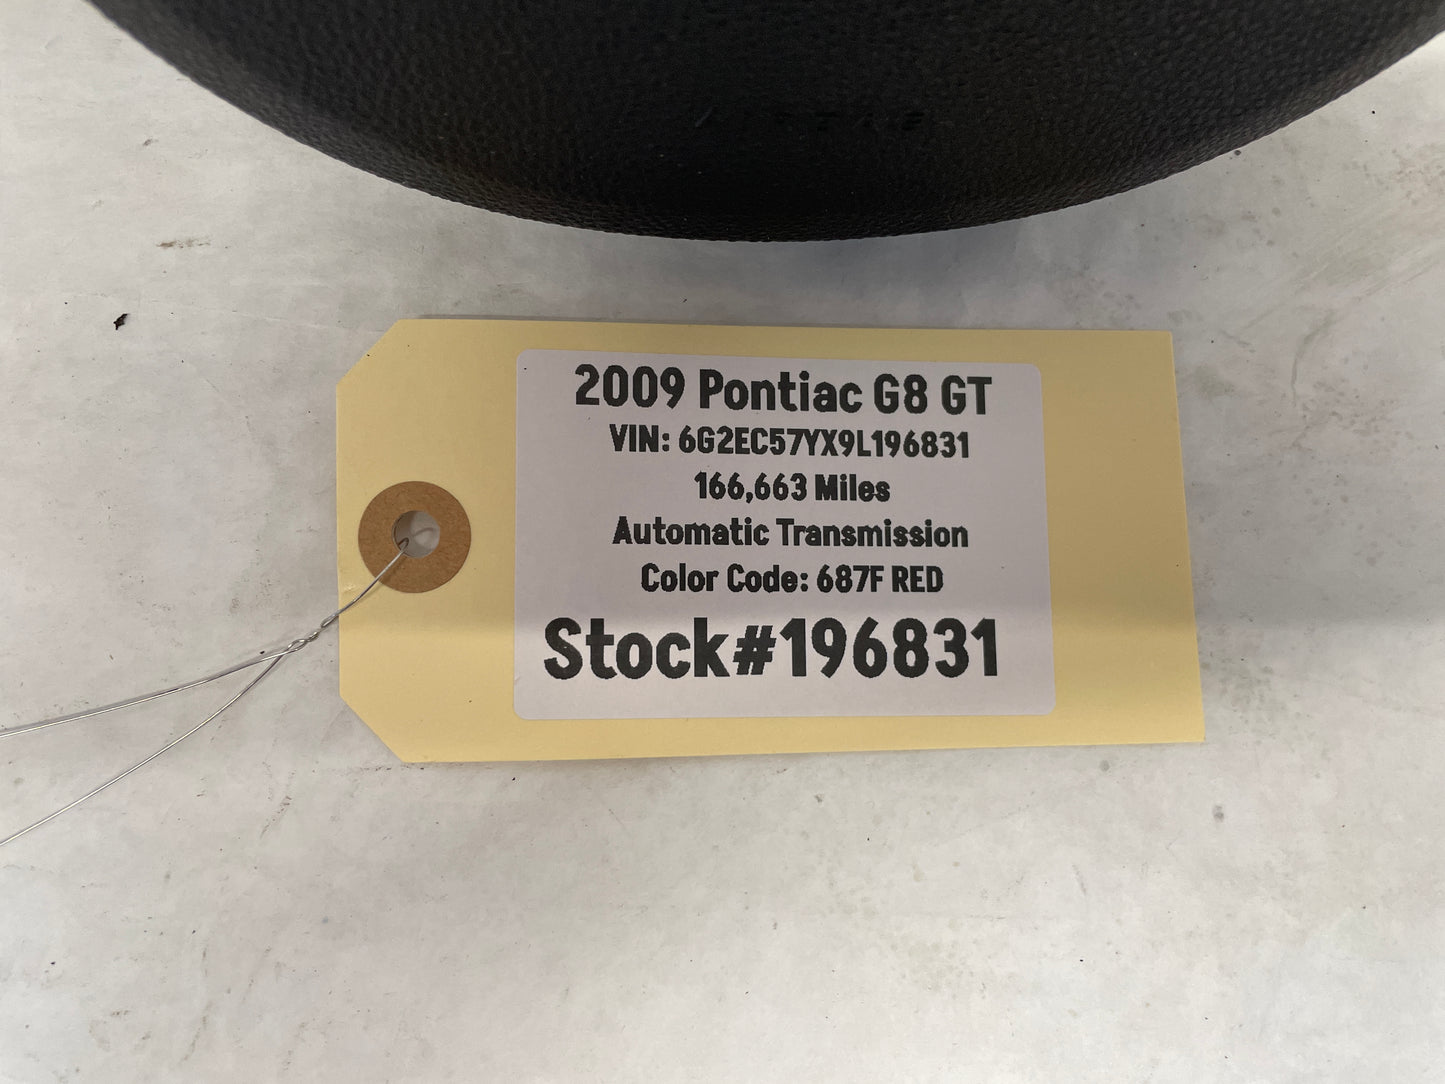 2009 Pontiac G8 GT
VIN: 6G2EC57YX9L196831
166,663 Miles
Automatic Transmission
Color Code: 687F RED
Stock#196831